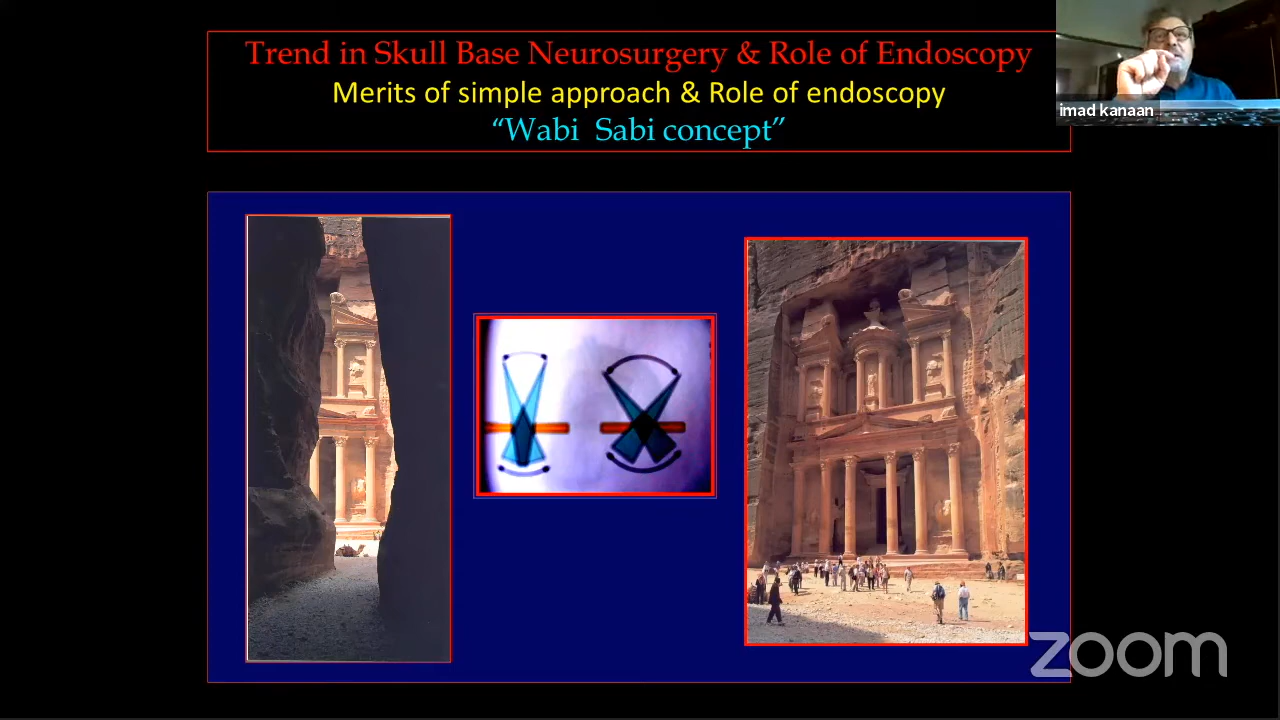 Trend in Skull Base Neurosurgery & Role of Endoscopy
Merits of simple approach & Role of endoscopy
“Wabi Sabi concept”
imad kanaan
zoom